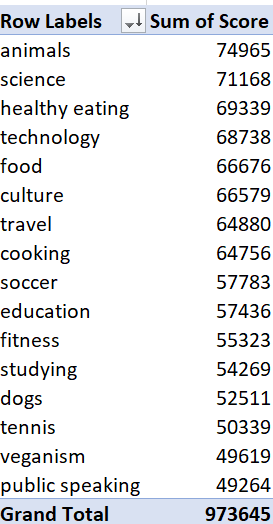 Row Labels Sum of Score
animals 74965
science 71168
healthy eating 69339
technology 68738
food 66676
culture 66579
travel 64880
cooking 64756
soccer 57783
education 57436
fitness 55323
studying 54269
dogs 52511
tennis 50339
veganism 49619
public speaking 49264
Grand Total 973645